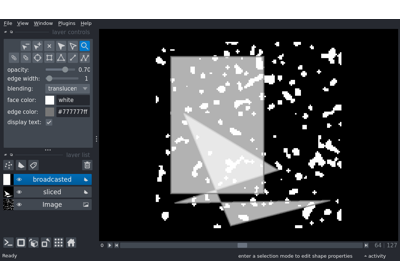 File View Window Plugins Help
layer controls
opacity: 0.70
edge width: 1
blending: translucen
face color: white
edge color: #777777ff
display text:
layer list
broadcasted
sliced
Image
0 64 | 127
Ready enter a selection mode to edit shape properties activity